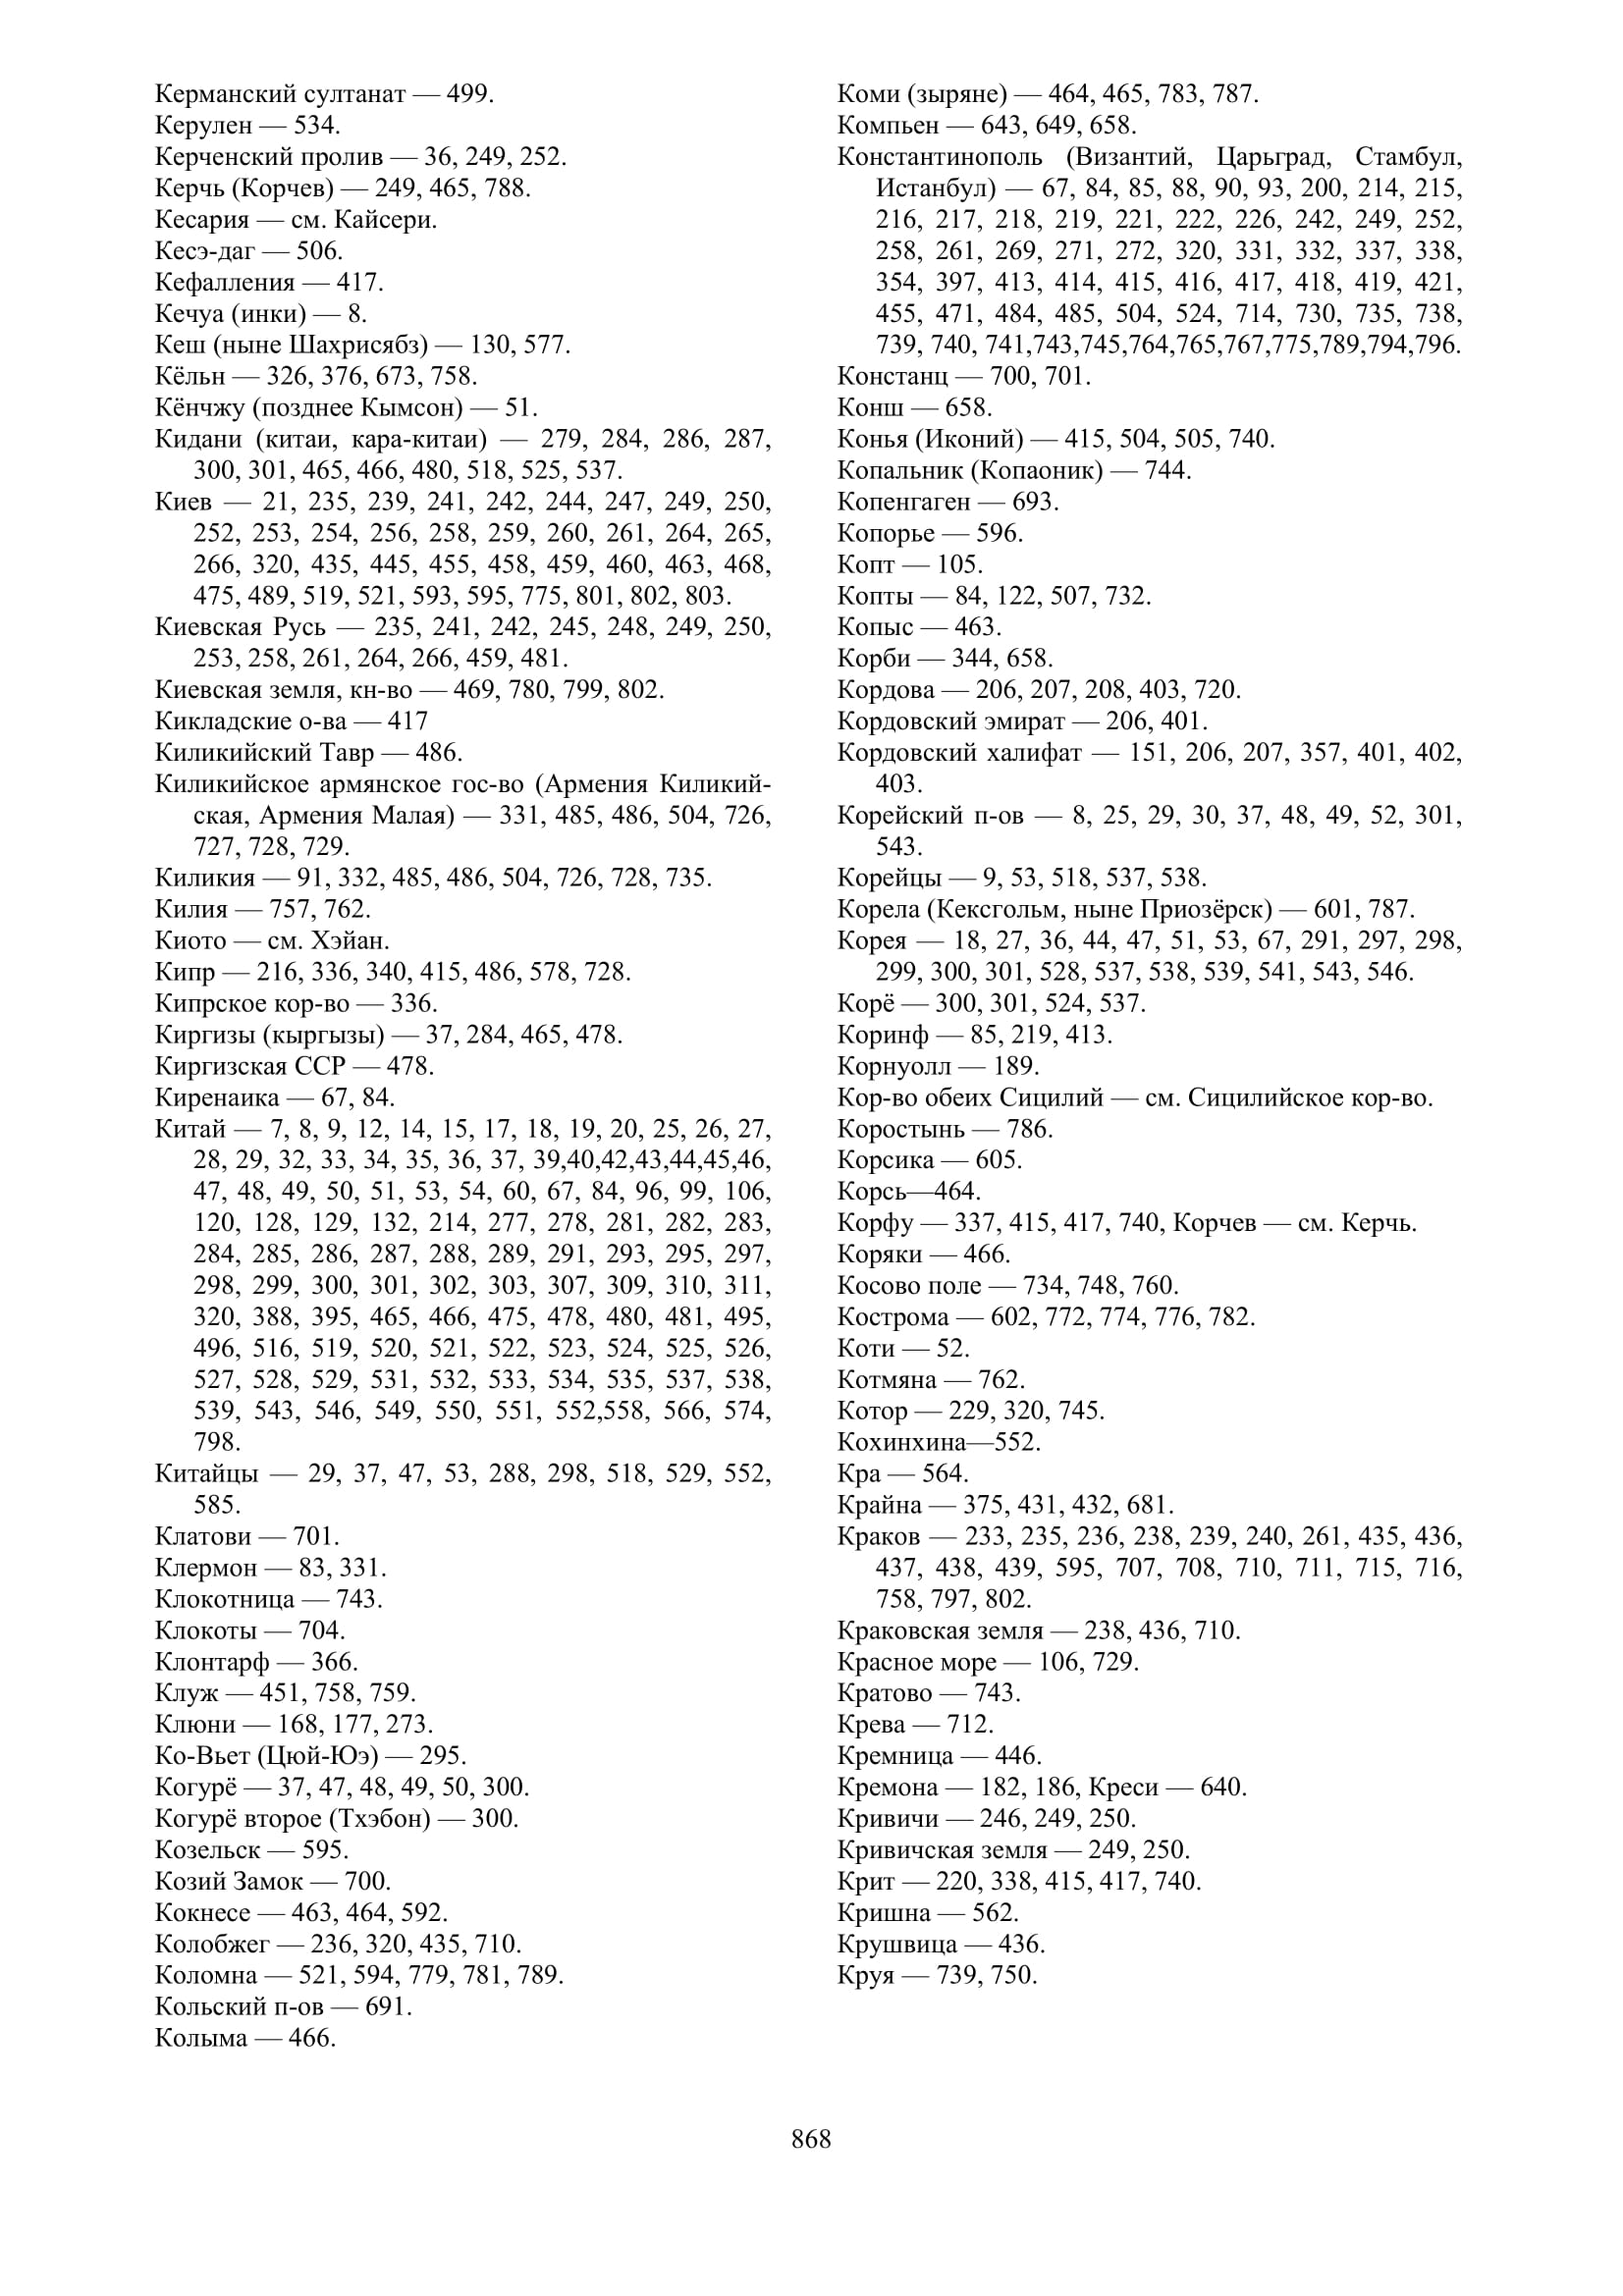 Керманский султанат — 499.
Керулен — 534.
Керченский пролив — 36, 249, 252.
Керчь (Корчев) — 249, 465, 788.
Кесария — см. Кайсери.
Кесэ-даг — 506.
Кефалления — 417.
Кечуа (инки) — 8.
Кеш (ныне Шахрисябз) — 130, 577.
Кёльн — 326, 376, 673, 758.
Кёнчжу (позднее Кымсон) — 51.
Кидани (китаи, кара-китаи) — 279, 284, 286, 287,
300, 301, 465, 466, 480, 518, 525, 537.
Киев — 21, 235, 239, 241, 242, 244, 247, 249, 250,
252, 253, 254, 256, 258, 259, 260, 261, 264, 265,
266, 320, 435, 445, 455, 458, 459, 460, 463, 468,
475, 489, 519, 521, 593, 595, 775, 801, 802, 803.
Киевская Русь — 235, 241, 242, 245, 248, 249, 250,
253, 258, 261, 264, 266, 459, 481.
Киевская земля, кн-во — 469, 780, 799, 802.
Кикладские о-ва — 417
Киликийский Тавр — 486.
Киликийское армянское гос-во (Армения Киликий-
ская, Армения Малая) — 331, 485, 486, 504, 726,
727, 728, 729.
Киликия — 91, 332, 485, 486, 504, 726, 728, 735.
Килия — 757, 762.
Киото — см. Хэйан.
Кипр — 216, 336, 340, 415, 486, 578, 728.
Кипрское кор-во — 336.
Киргизы (кыргызы) — 37, 284, 465, 478.
Киргизская ССР — 478.
Киренаика — 67, 84.
Китай — 7, 8, 9, 12, 14, 15, 17, 18, 19, 20, 25, 26, 27,
28, 29, 32, 33, 34, 35, 36, 37, 39,40,42,43,44,45,46,
47, 48, 49, 50, 51, 53, 54, 60, 67, 84, 96, 99, 106,
120, 128, 129, 132, 214, 277, 278, 281, 282, 283,
284, 285, 286, 287, 288, 289, 291, 293, 295, 297,
298, 299, 300, 301, 302, 303, 307, 309, 310, 311,
320, 388, 395, 465, 466, 475, 478, 480, 481, 495,
496, 516, 519, 520, 521, 522, 523, 524, 525, 526,
527, 528, 529, 531, 532, 533, 534, 535, 537, 538,
539, 543, 546, 549, 550, 551, 552,558, 566, 574,
798.
Китайцы — 29, 37, 47, 53, 288, 298, 518, 529, 552,
585.
Клатови — 701.
Клермон — 83, 331.
Клокотница — 743.
Клокоты — 704.
Клонтарф — 366.
Клуж — 451, 758, 759.
Клюни — 168, 177, 273.
Ко-Вьет (Цюй-Юэ) — 295.
Когурё — 37, 47, 48, 49, 50, 300.
Когурё второе (Тхэбон) — 300.
Козельск — 595.
Козий Замок — 700.
Кокнесе — 463, 464, 592.
Колобжег — 236, 320, 435, 710.
Коломна — 521, 594, 779, 781, 789.
Кольский п-ов — 691.
Колыма — 466.
Коми (зыряне) — 464, 465, 783, 787.
Компьен — 643, 649, 658.
Константинополь (Византий, Царьград, Стамбул,
Истанбул) — 67, 84, 85, 88, 90, 93, 200, 214, 215,
216, 217, 218, 219, 221, 222, 226, 242, 249, 252,
258, 261, 269, 271, 272, 320, 331, 332, 337, 338,
354, 397, 413, 414, 415, 416, 417, 418, 419, 421,
455, 471, 484, 485, 504, 524, 714, 730, 735, 738,
739, 740, 741,743,745,764,765,767,775,789,794,796.
Констанц — 700, 701.
Конш — 658.
Конья (Иконий) — 415, 504, 505, 740.
Копальник (Копаоник) — 744.
Копенгаген — 693.
Копорье — 596.
Копт — 105.
Копты — 84, 122, 507, 732.
Копыс — 463.
Корби — 344, 658.
Кордова — 206, 207, 208, 403, 720.
Кордовский эмират — 206, 401.
Кордовский халифат — 151, 206, 207, 357, 401, 402,
403.
Корейский п-ов — 8, 25, 29, 30, 37, 48, 49, 52, 301,
543.
Корейцы — 9, 53, 518, 537, 538.
Корела (Кексгольм, ныне Приозёрск) — 601, 787.
Корея — 18, 27, 36, 44, 47, 51, 53, 67, 291, 297, 298,
299, 300, 301, 528, 537, 538, 539, 541, 543, 546.
Корё — 300, 301, 524, 537.
Коринф — 85, 219, 413.
Корнуолл — 189.
Кор-во обеих Сицилий — см. Сицилийское кор-во.
Коростынь — 786.
Корсика — 605.
Корсь—464.
Корфу — 337, 415, 417, 740, Корчев — см. Керчь.
Коряки — 466.
Косово поле — 734, 748, 760.
Кострома — 602, 772, 774, 776, 782.
Коти — 52.
Котмяна — 762.
Котор — 229, 320, 745.
Кохинхина—552.
Кра — 564.
Крайна — 375, 431, 432, 681.
Краков — 233, 235, 236, 238, 239, 240, 261, 435, 436,
437, 438, 439, 595, 707, 708, 710, 711, 715, 716,
758, 797, 802.
Краковская земля — 238, 436, 710.
Красное море — 106, 729.
Кратово — 743.
Крева — 712.
Кремница — 446.
Кремона — 182, 186, Креси — 640.
Кривичи — 246, 249, 250.
Кривичская земля — 249, 250.
Крит — 220, 338, 415, 417, 740.
Кришна — 562.
Крушвица — 436.
Круя — 739, 750.
868